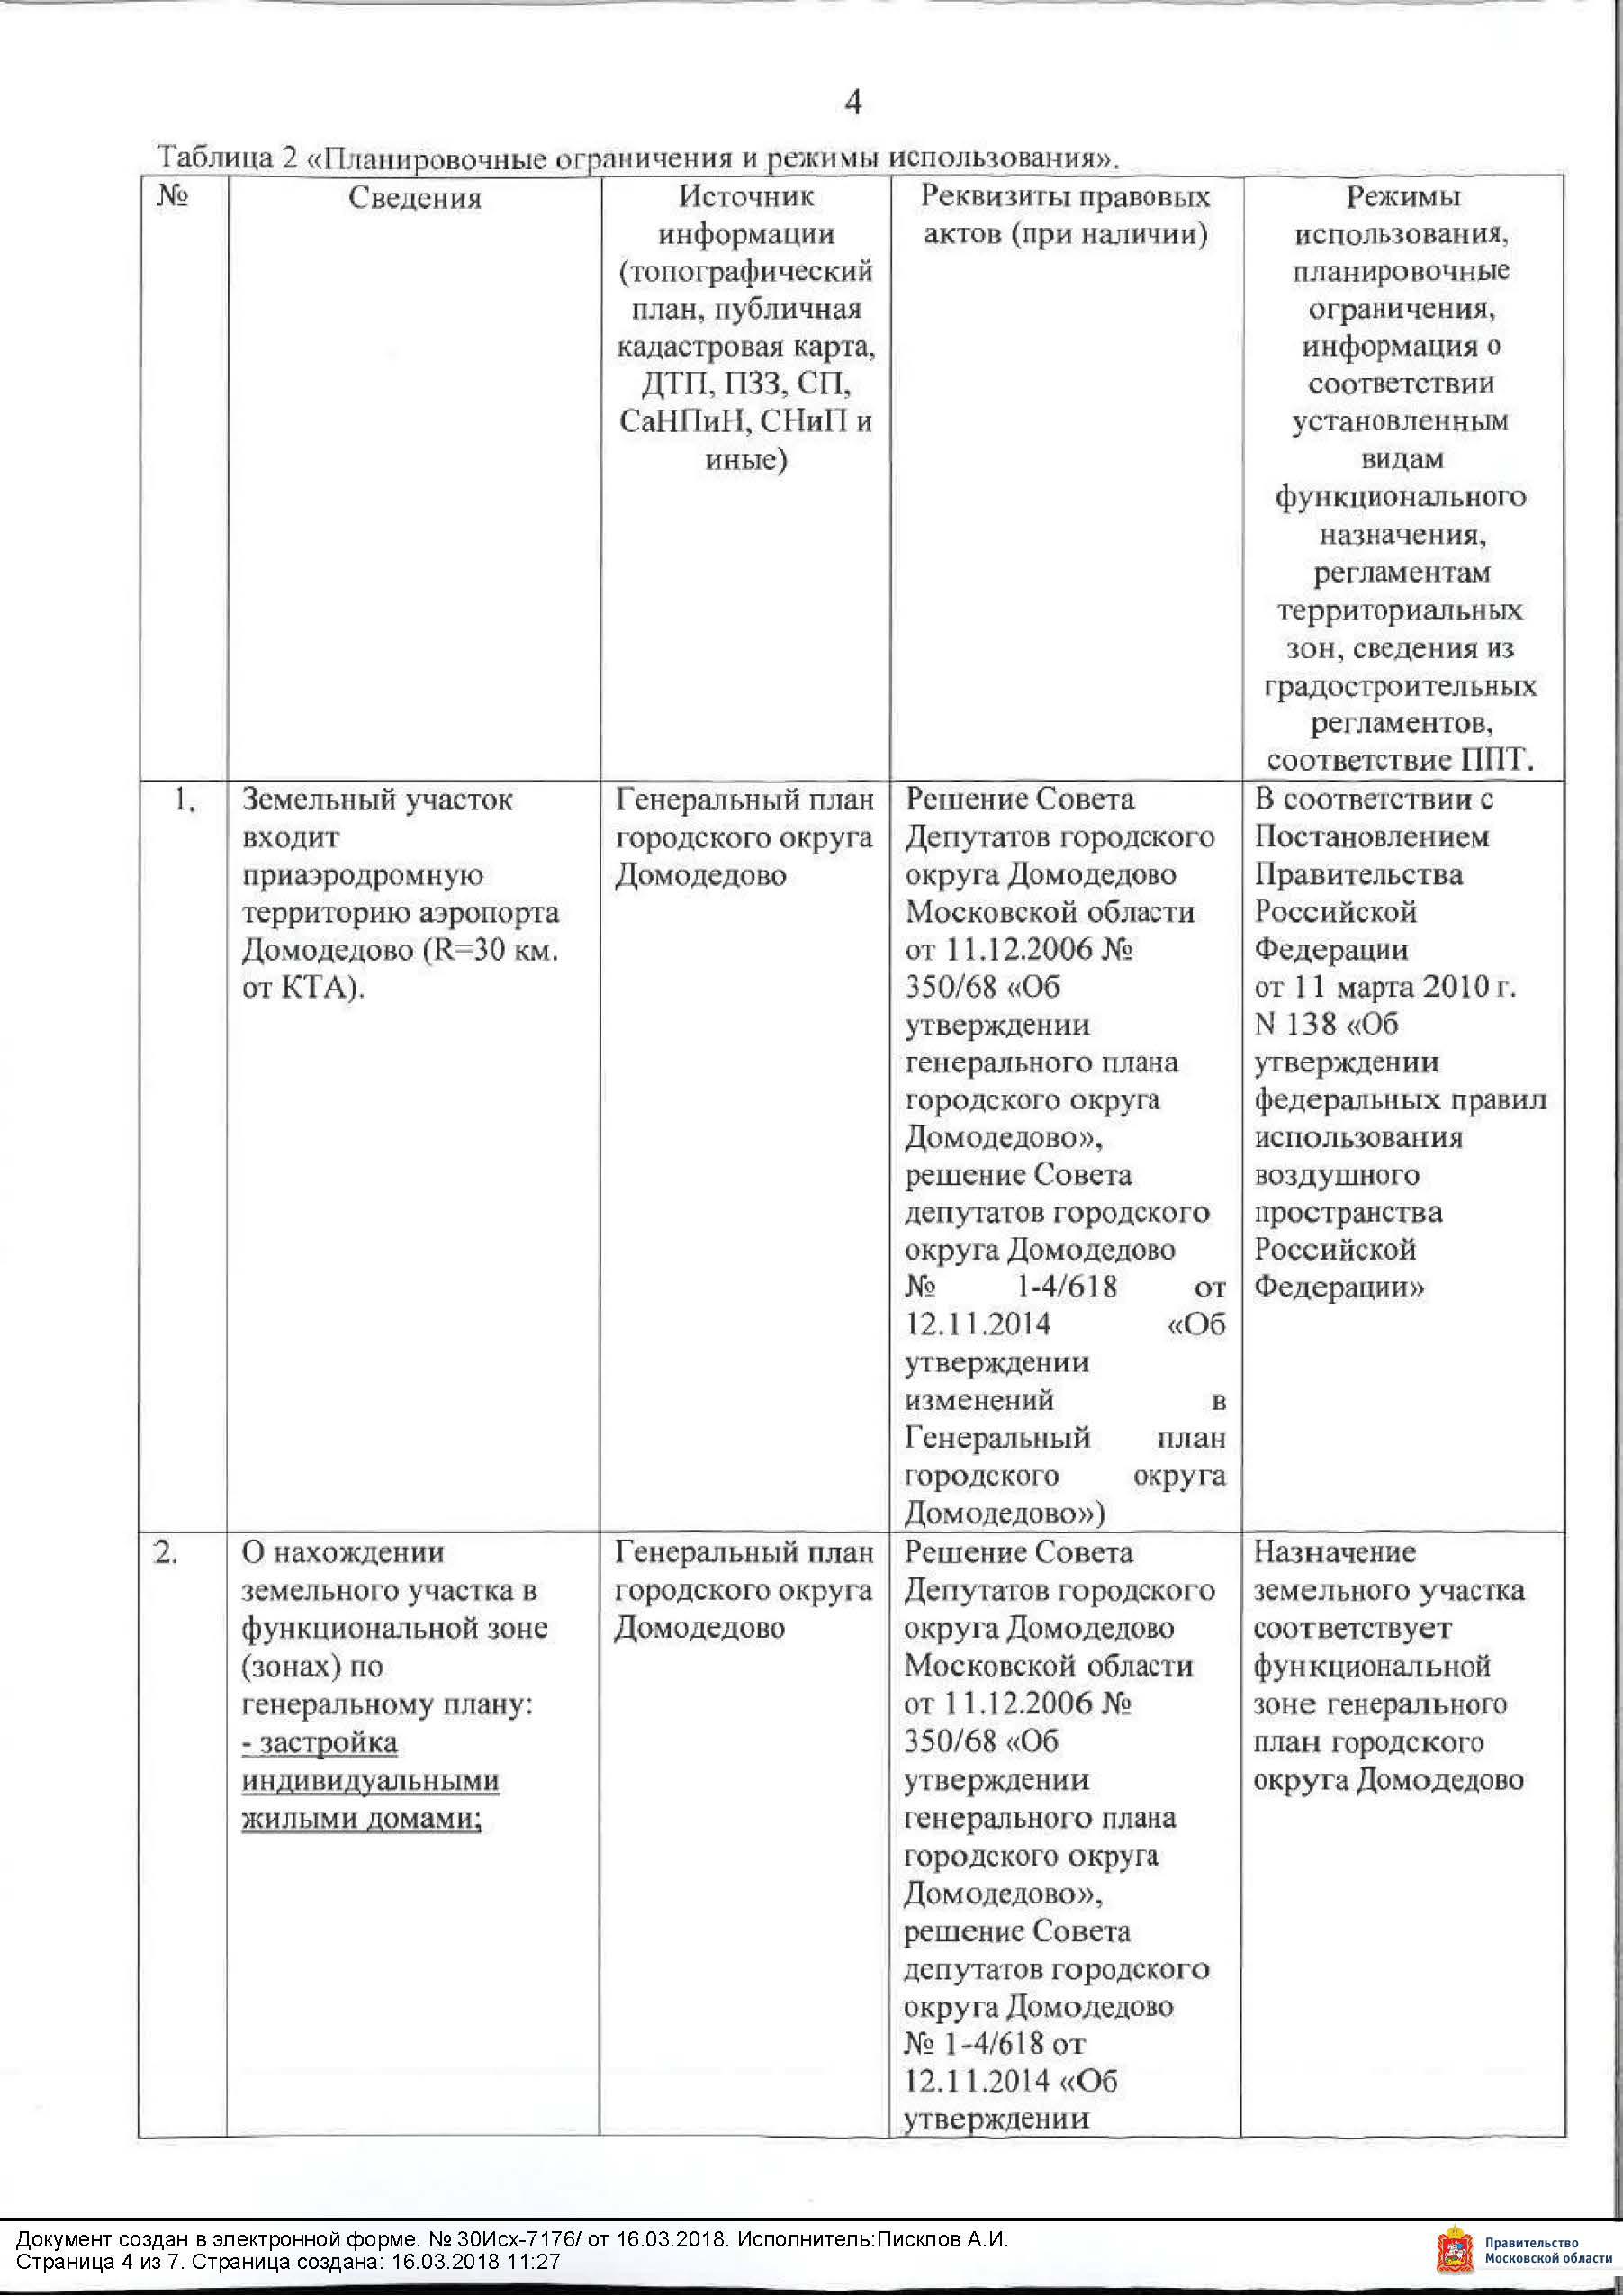 4
Таблица 2 «Планировочные ограничения и режимы использования».
№
Сведения
Источник
информации
(топографический
план, публичная
кадастровая карта,
ДТП, ПЗЗ, СП,
СаНПиН, СНиП и
иные)
Реквизиты правовых
актов (при наличии)
Режимы
использования,
планировочные
ограничения,
информация о
соответствии
установленным
видам
функционального
назначения,
регламентам
территориальных
зон, сведения из
градостроительных
регламентов,
соответствие ППТ.
1.
Земельный участок
входит
приаэродромную
территорию аэропорта
Домодедово (R=30 км.
от КТА).
Генеральный план
городского округа
Домодедово
Решение Совета
Депутатов городского
округа Домодедово
Московской области
от 11.12.2006 №
350/68 «Об
утверждении
генерального плана
городского округа
Домодедово»,
решение Совета
депутатов городского
округа Домодедово
№ 1-4/618 от
12.11.2014 «Об
утверждении
изменений в
Генеральный план
городского округа
Домодедово»)
В соответствии с
Постановлением
Правительства
Российской
Федерации
от 11 марта 2010 г.
N 138 «Об
утверждении
федеральных правил
использования
воздушного
пространства
Российской
Федерации»
2.
О нахождении
земельного участка в
функциональной зоне
(зонах) по
генеральному плану:
- застройка
индивидуальными
жилыми домами;
Генеральный план
городского округа
Домодедово
Решение Совета
Депутатов городского
округа Домодедово
Московской области
от 11.12.2006 №
350/68 «Об
утверждении
генерального плана
городского округа
Домодедово»,
решение Совета
депутатов городского
округа Домодедово
№ 1-4/618 от
12.11.2014 «Об
утверждении
Назначение
земельного участка
соответствует
функциональной
зоне генерального
план городского
округа Домодедово
Документ создан в электронной форме. № 30Исх-7176/ от 16.03.2018. Исполнитель:Писклов А.И.
Страница 4 из 7. Страница создана: 16.03.2018 11:27
Правительство
Московской области